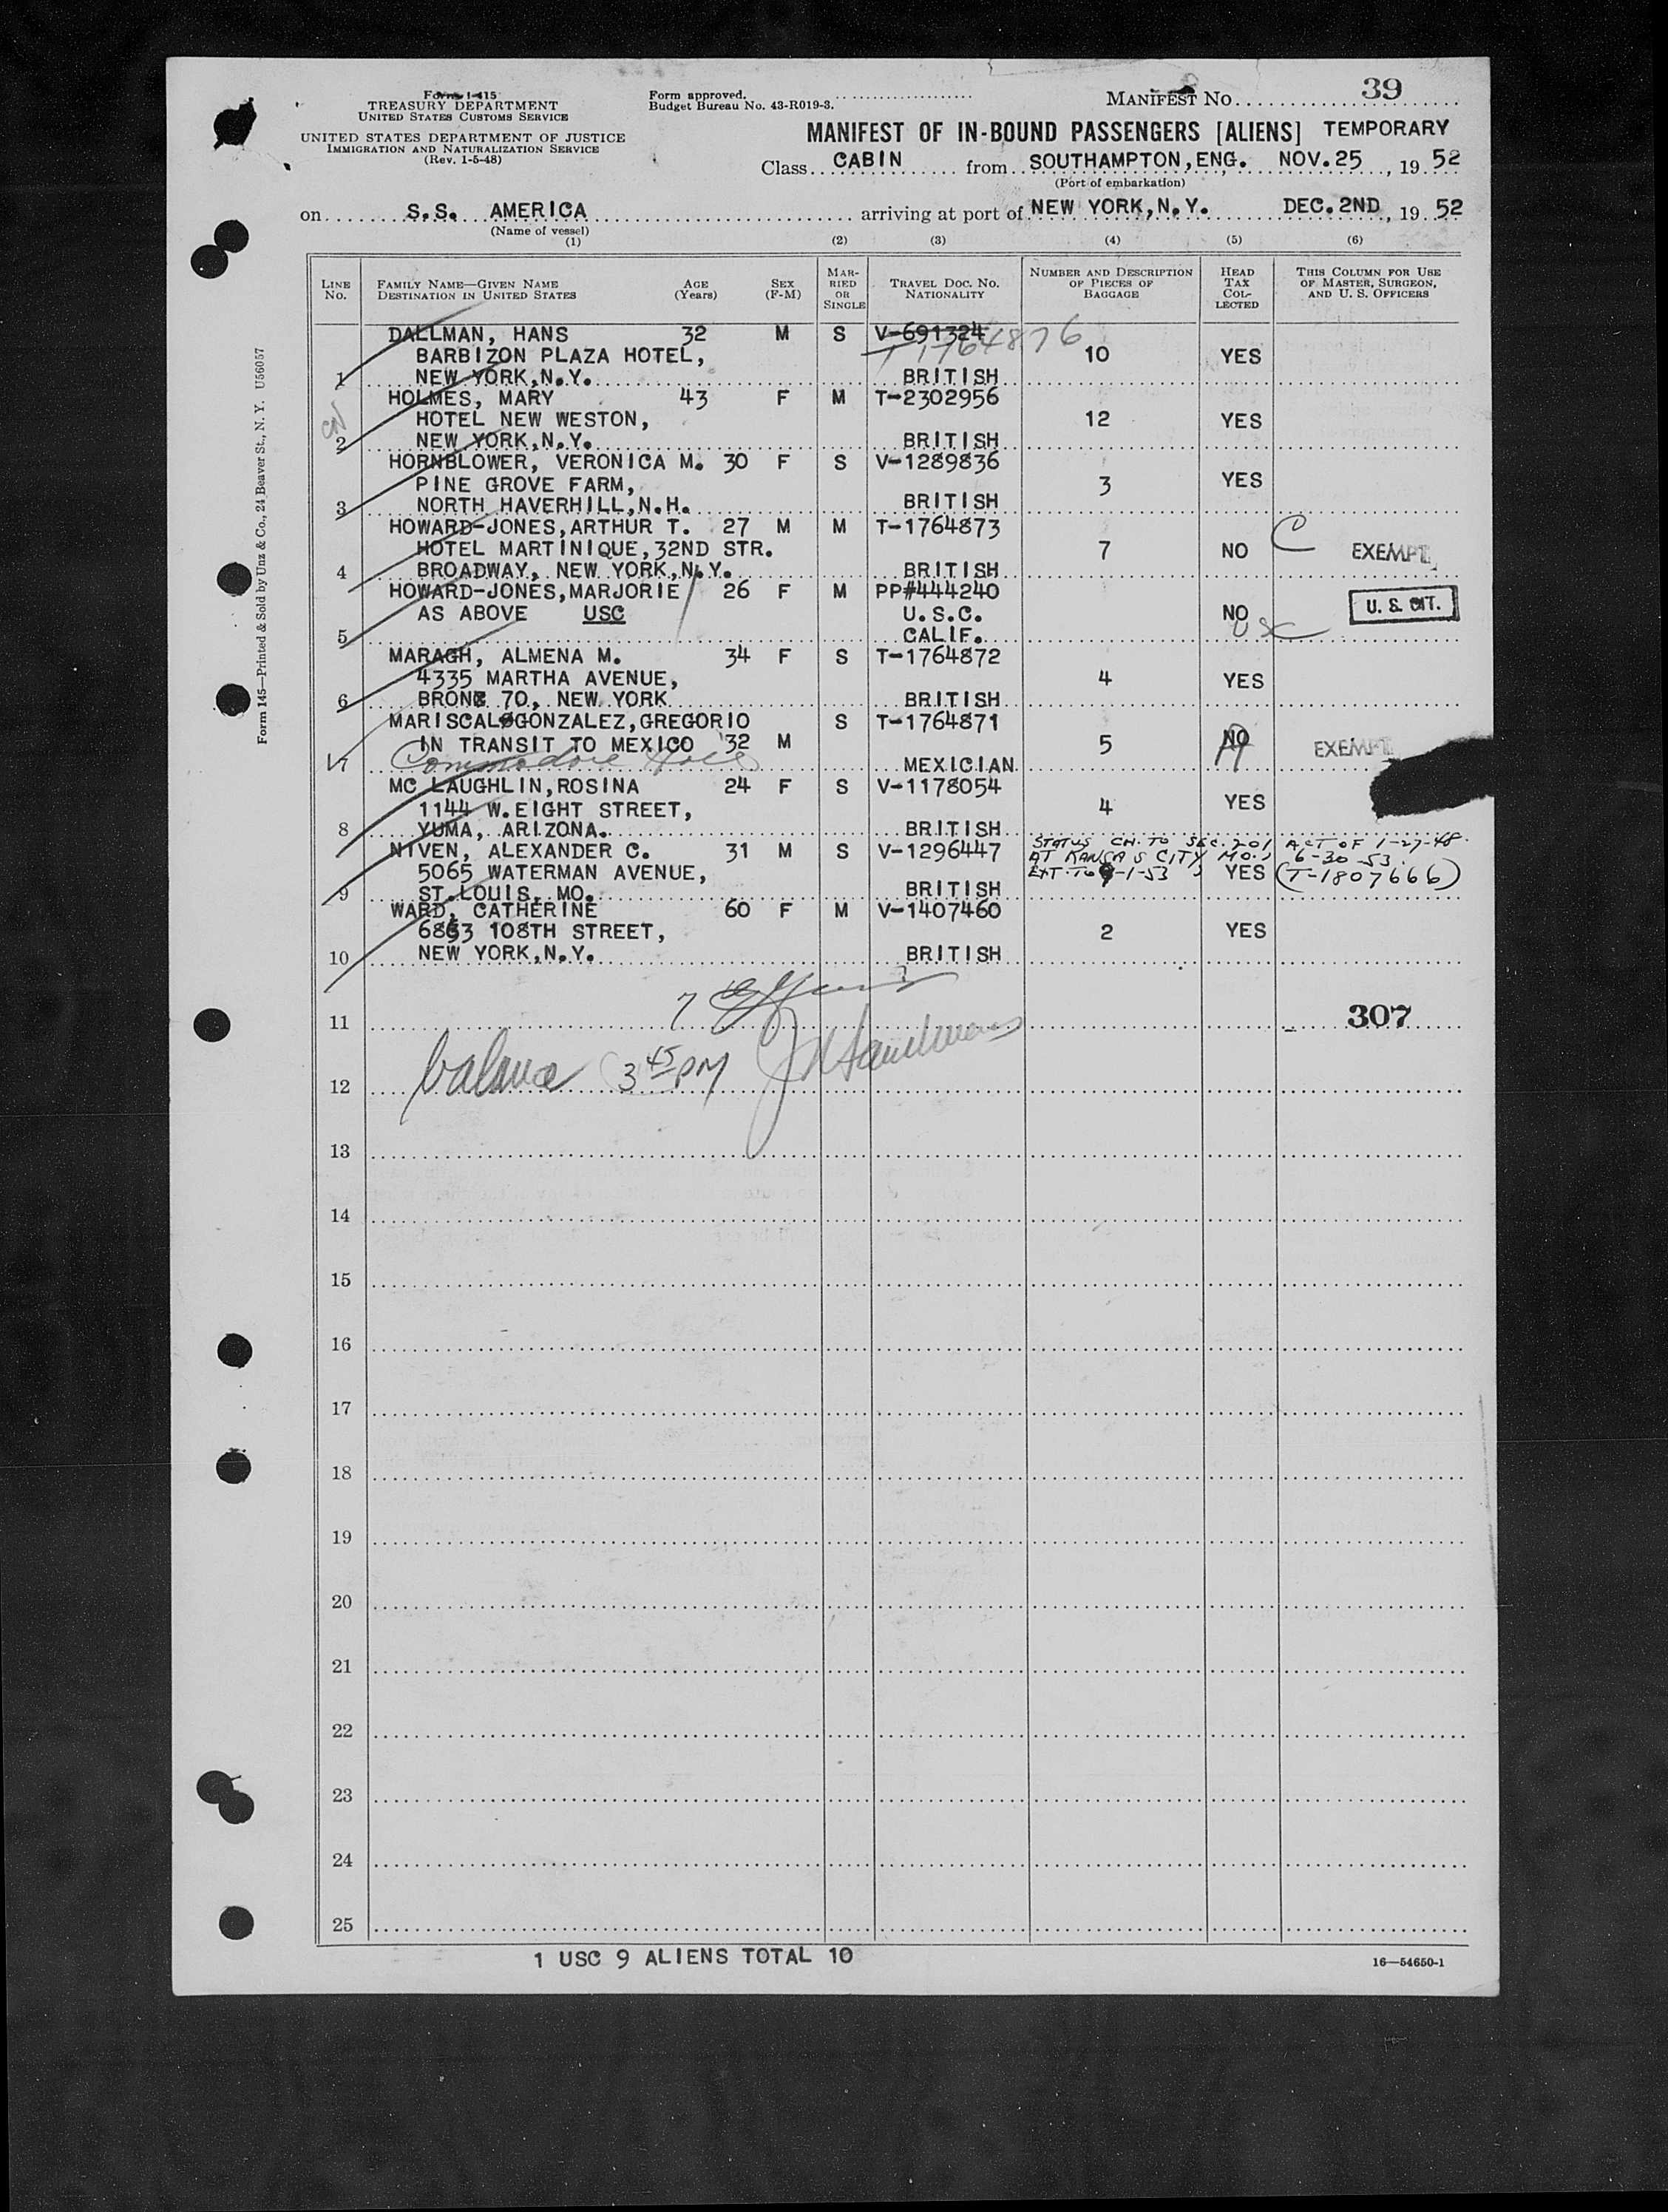 Form I-415
TREASURY DEPARTMENT
UNITED STATES CUSTOMS SERVICE
UNITED STATES DEPARTMENT OF JUSTICE
IMMIGRATION AND NATURALIZATION SERVICE
(Rev. 1-5-48)
Form approved.
Budget Bureau No. 43-R019-3.
MANIFEST NO. 39
MANIFEST OF IN-BOUND PASSENGERS [ALIENS] TEMPORARY
Class CABIN from SOUTHAMPTON, ENG. NOV.25, 1952
(Port of embarkation)
on S.S. AMERICA arriving at port of NEW YORK, N.Y. DEC.2ND, 1952
(Name of vessel)
(1) (2) (3) (4) (5) (6)
LINE NO. FAMILY NAME—GIVEN NAME DESTINATION IN UNITED STATES AGE (Years) SEX (F-M) MARRIED OR SINGLE TRAVEL DOC. NO. NATIONALITY NUMBER AND DESCRIPTION OF PIECES OF BAGGAGE HEAD TAX COLLECTED THIS COLUMN FOR USE OF MASTER, SURGEON, AND U. S. OFFICERS
DALLMAN, HANS 32 M S V-691324
BARBIZON PLAZA HOTEL, T 1764876 10 YES
1 NEW YORK, N.Y. BRITISH
HOLMES, MARY 43 F M T-2302956
HOTEL NEW WESTON, 12 YES
2 NEW YORK, N.Y. BRITISH
HORNBLOWER, VERONICA M. 30 F S V-1289836
PINE GROVE FARM, 3 YES
3 NORTH HAVERHILL, N.H. BRITISH
HOWARD-JONES, ARTHUR T. 27 M M T-1764873
HOTEL MARTINIQUE, 32ND STR. 7 NO C EXEMPT
4 BROADWAY, NEW YORK, N.Y. BRITISH
HOWARD-JONES, MARJORIE 26 F M PP#444240
AS ABOVE USC U.S.C. NO U. S. CIT.
5 CALIF. USC
MARAGH, ALMENA M. 34 F S T-1764872
4335 MARTHA AVENUE, 4 YES
6 BRONX 70, NEW YORK BRITISH
MARISCAL GONZALEZ, GREGORIO S T-1764871
IN TRANSIT TO MEXICO 32 M 5 NO EXEMPT
7 Commodore Hotel MEXICIAN
MC LAUGHLIN, ROSINA 24 F S V-1178054
1144 W. EIGHT STREET, 4 YES
8 YUMA, ARIZONA. BRITISH
NIVEN, ALEXANDER C. 31 M S V-1296447 STATUS CH. TO SEC. 201 ACT OF 1-27-48.
5065 WATERMAN AVENUE, AT KANSAS CITY, MO., 6-30-53.
9 ST. LOUIS, MO. BRITISH EXT. TO 9-1-53 YES (T-1807666)
WARD, CATHERINE 60 F M V-1407460
6863 108TH STREET, 2 YES
10 NEW YORK, N.Y. BRITISH
7
11 307
12 balance 3 45 PM
13
14
15
16
17
18
19
20
21
22
23
24
25
1 USC 9 ALIENS TOTAL 10
16—54650-1
Form 145—Printed & Sold by Unz & Co., 24 Beaver St., N. Y. U56057